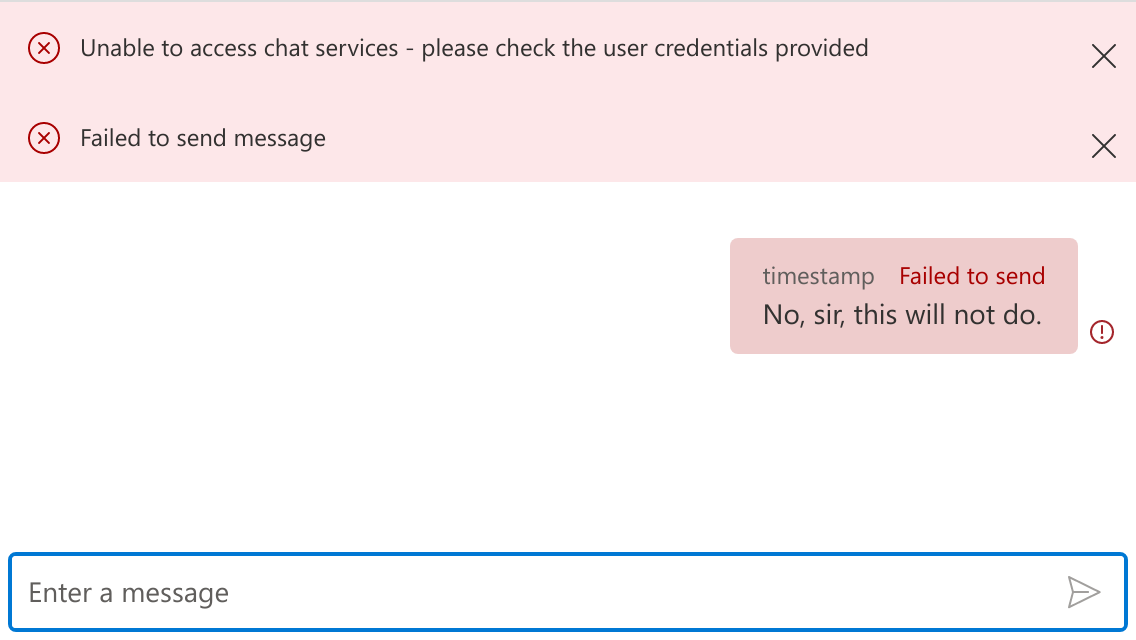 Unable to access chat services - please check the user credentials provided
Failed to send message
timestamp Failed to send
No, sir, this will not do.
Enter a message